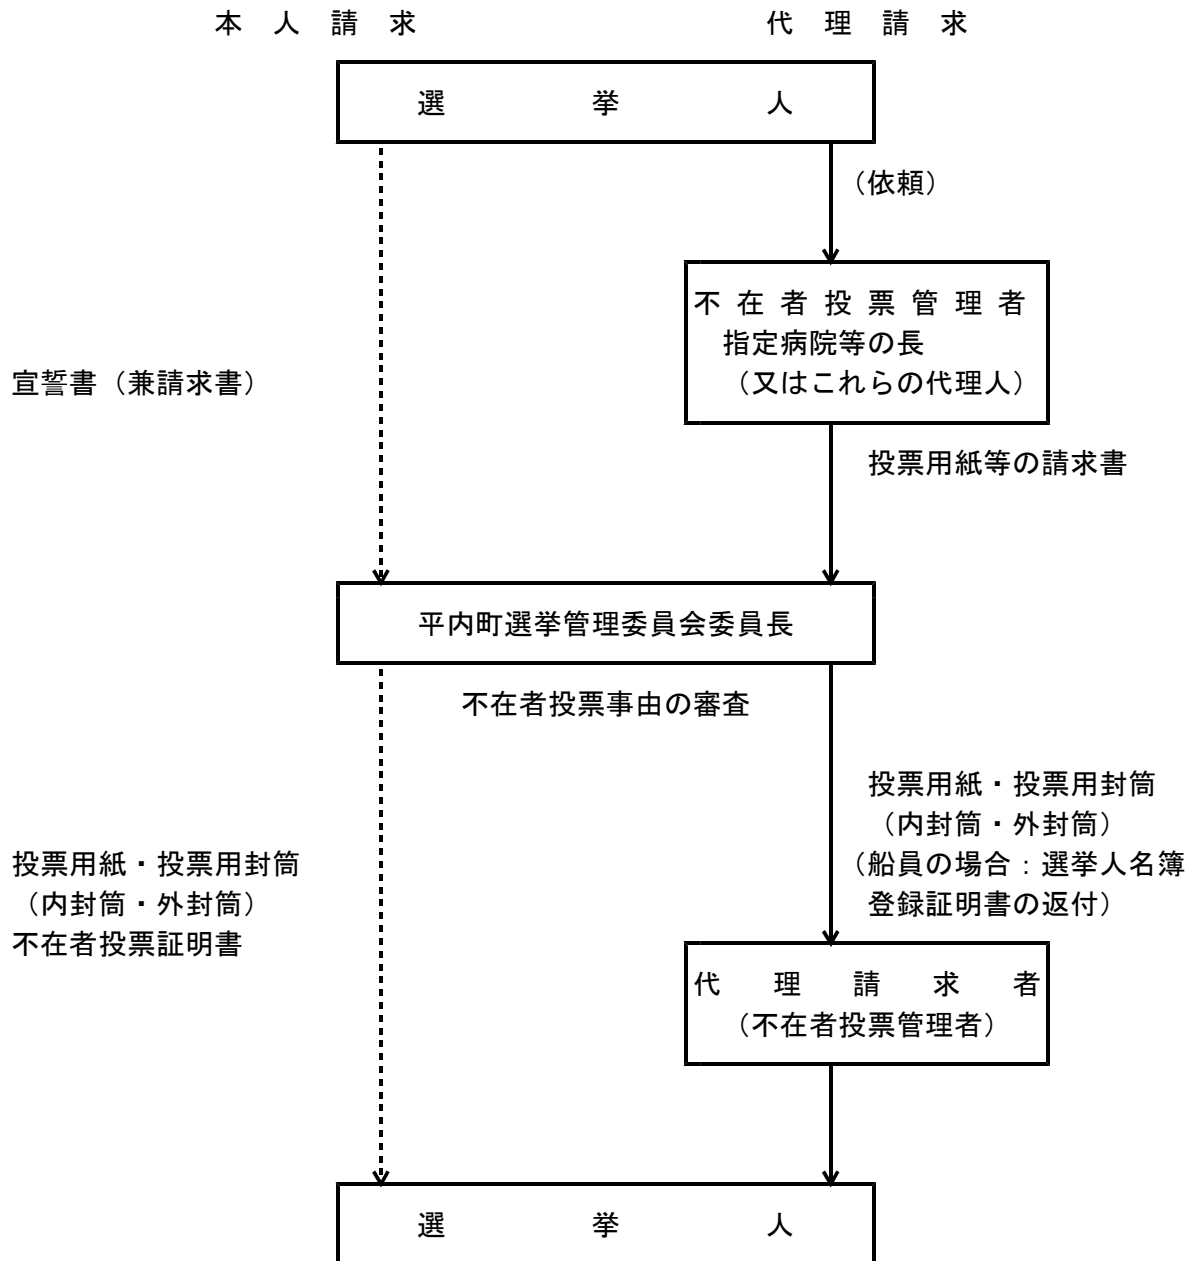 本人請求
代理請求
選挙人
（依頼）
不在者投票管理者
指定病院等の長
（又はこれらの代理人）
宣誓書（兼請求書）
投票用紙等の請求書
平内町選挙管理委員会委員長
不在者投票事由の審査
投票用紙・投票用封筒
（内封筒・外封筒）
（船員の場合：選挙人名簿
登録証明書の返付）
投票用紙・投票用封筒
（内封筒・外封筒）
不在者投票証明書
代理請求者
（不在者投票管理者）
選挙人